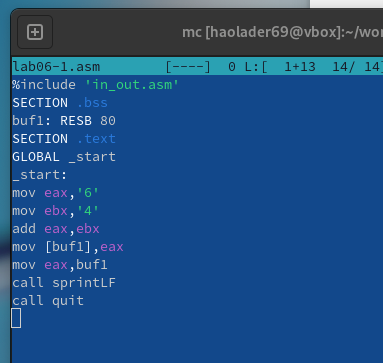 mc [haolader69@vbox]:~/wor
lab06-1.asm [----] 0 L:[ 1+13 14/ 14]
%include 'in_out.asm'
SECTION .bss
buf1: RESB 80
SECTION .text
GLOBAL _start
_start:
mov eax,'6'
mov ebx,'4'
add eax,ebx
mov [buf1],eax
mov eax,buf1
call sprintLF
call quit